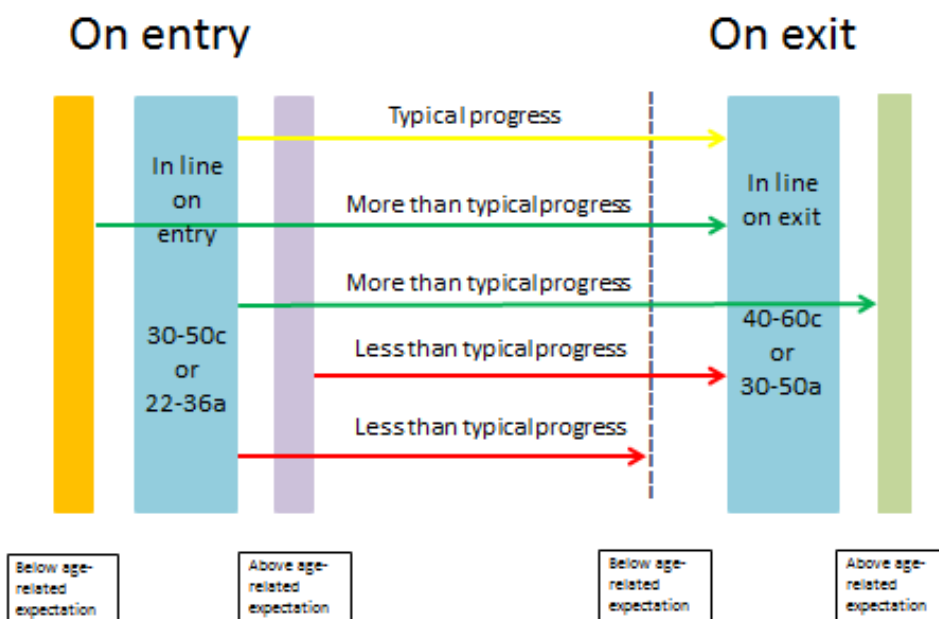 On entry
On exit
Typical progress
In line
on
entry
In line
on exit
More than typical progress
More than typical progress
30-50c
or
22-36a
40-60c
or
30-50a
Less than typical progress
Less than typical progress
Below age-
related
expectation
Above age-
related
expectation
Below age-
related
expectation
Above age-
related
expectation